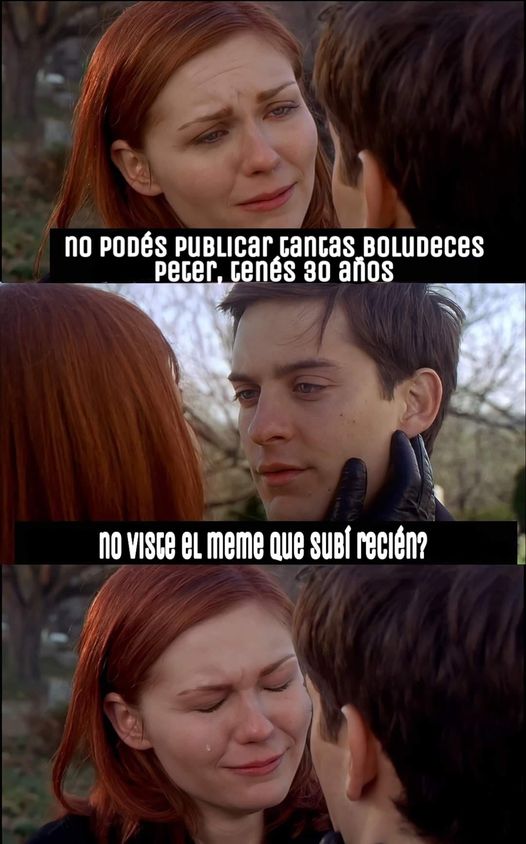 No podés publicar tantas boludeces
Peter, tenés 30 años
No viste el meme que subí recién?